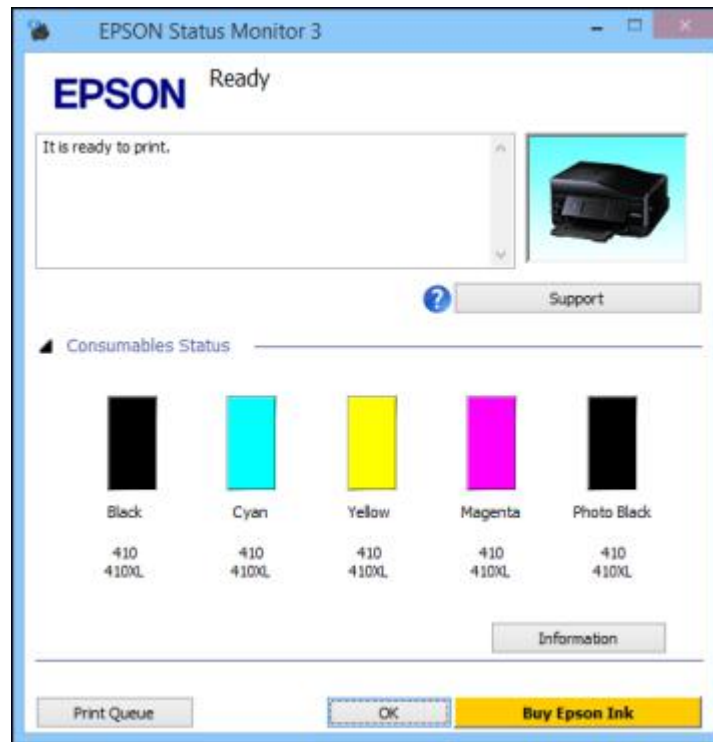 EPSON Status Monitor 3
EPSON
Ready
It is ready to print.
?
Support
Consumables Status
Black Cyan Yellow Magenta Photo Black
410 410 410 410 410
410XL 410XL 410XL 410XL 410XL
Information
Print Queue OK Buy Epson Ink